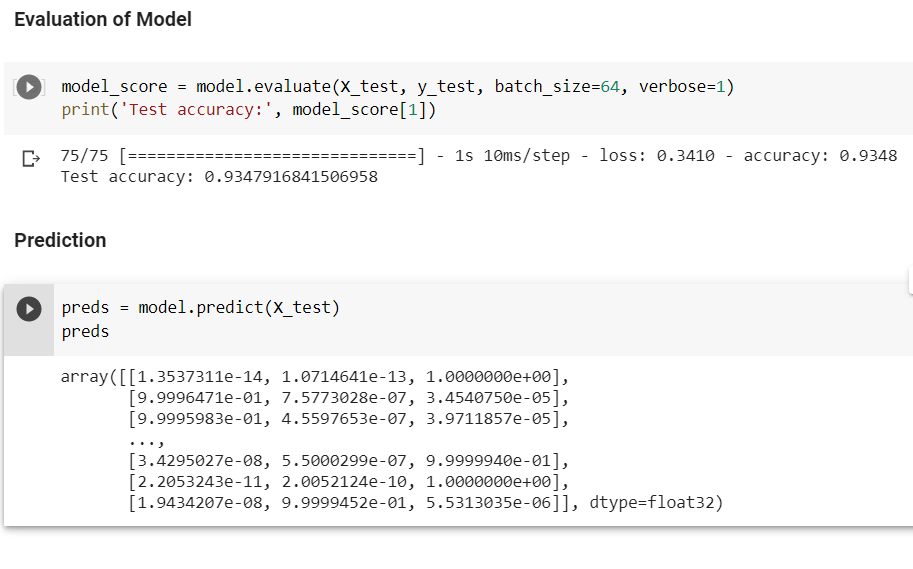 Evaluation of Model
model_score = model.evaluate(X_test, y_test, batch_size=64, verbose=1)
print('Test accuracy:', model_score[1])
75/75 [==============================] - 1s 10ms/step - loss: 0.3410 - accuracy: 0.9348
Test accuracy: 0.9347916841506958
Prediction
preds = model.predict(X_test)
preds
array([[1.3537311e-14, 1.0714641e-13, 1.0000000e+00],
[9.9996471e-01, 7.5773028e-07, 3.4540750e-05],
[9.9995983e-01, 4.5597653e-07, 3.9711857e-05],
...,
[3.4295027e-08, 5.5000299e-07, 9.9999940e-01],
[2.2053243e-11, 2.0052124e-10, 1.0000000e+00],
[1.9434207e-08, 9.9999452e-01, 5.5313035e-06]], dtype=float32)